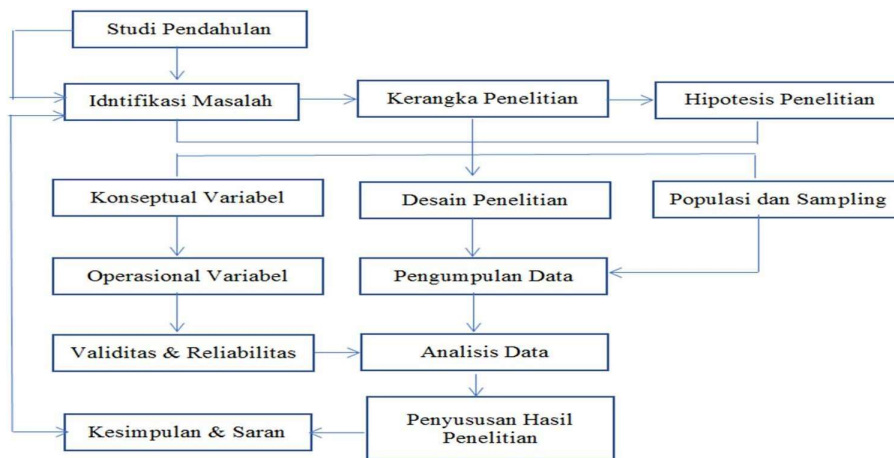 Studi Pendahulan
Idntifikasi Masalah
Kerangka Penelitian
Hipotesis Penelitian
Konseptual Variabel
Desain Penelitian
Populasi dan Sampling
Operasional Variabel
Pengumpulan Data
Validitas & Reliabilitas
Analisis Data
Kesimpulan & Saran
Penyususan Hasil
Penelitian